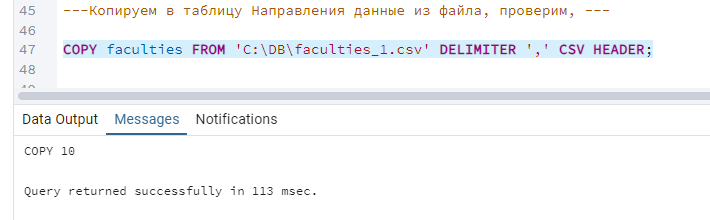 45 ---Копируем в таблицу Направления данные из файла, проверим, ---
46
47 COPY faculties FROM 'C:\DB\faculties_1.csv' DELIMITER ',' CSV HEADER;
48
Data Output Messages Notifications
COPY 10
Query returned successfully in 113 msec.